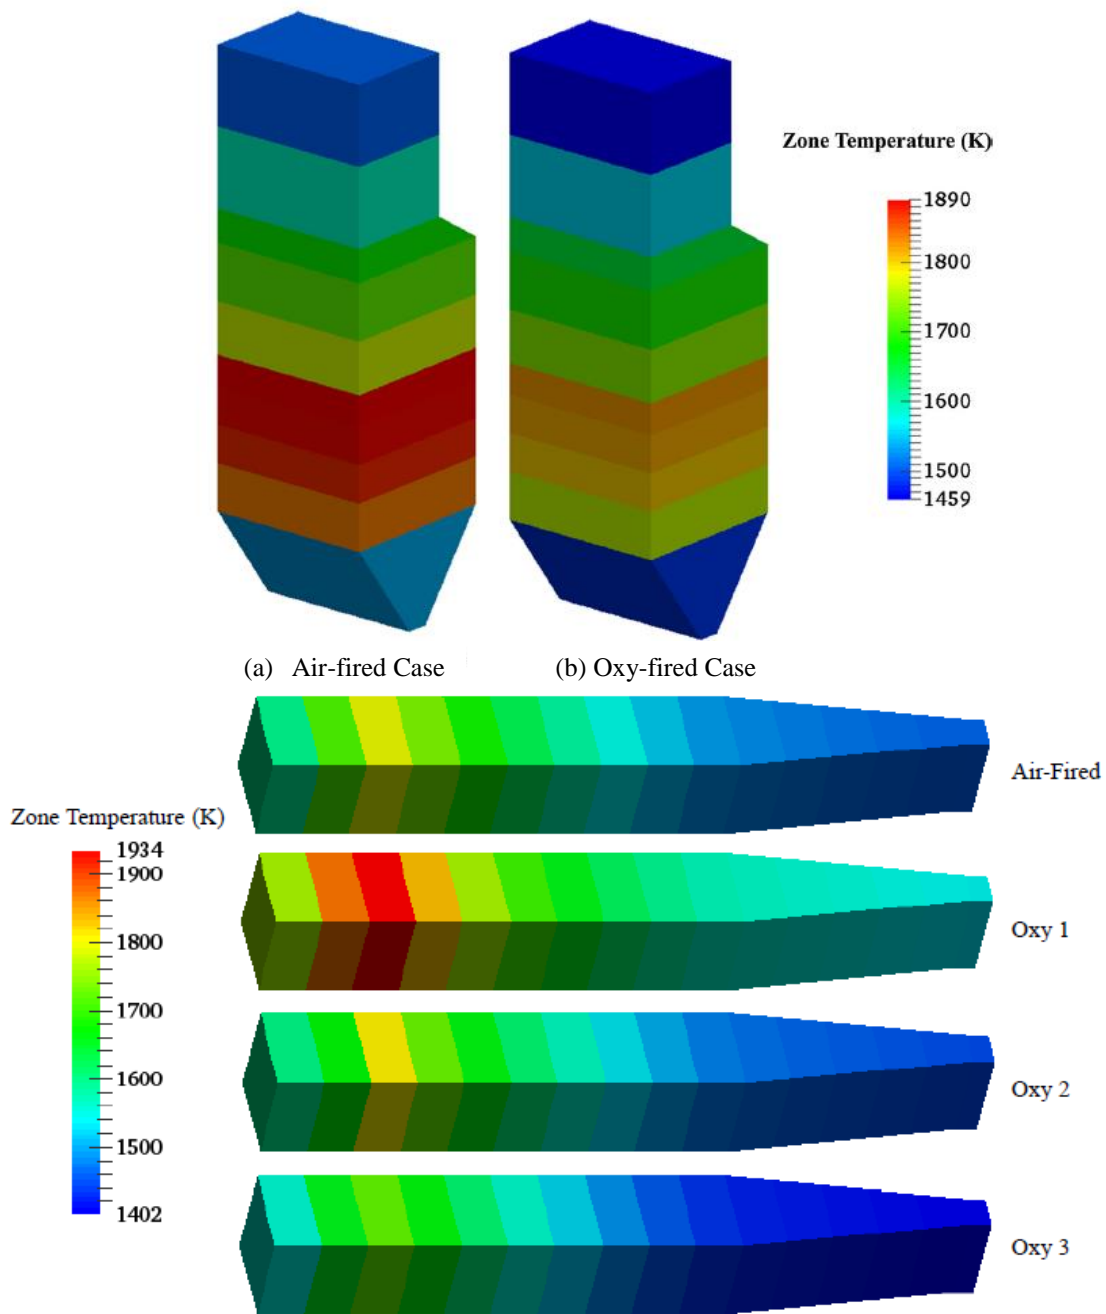 Zone Temperature (K)
1890
1800
1700
1600
1500
1459
(a) Air-fired Case (b) Oxy-fired Case
Air-Fired
Zone Temperature (K)
1934
1900
1800
1700
1600
1500
1402
Oxy 1
Oxy 2
Oxy 3